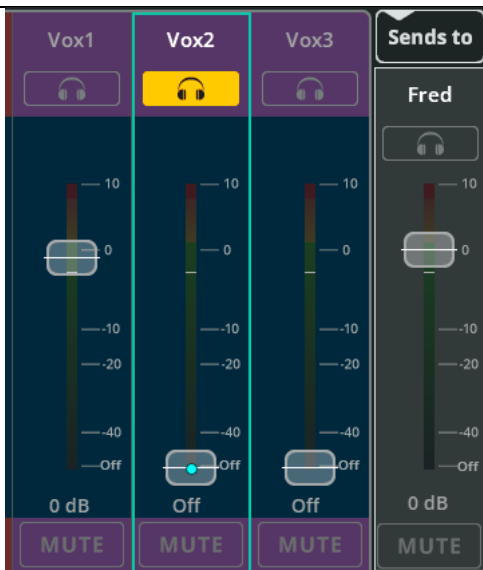 Vox1 Vox2 Vox3 Sends to
Fred
10 10 10 10
0 0 0 0
-10 -10 -10 -10
-20 -20 -20 -20
-40 -40 -40 -40
Off Off Off Off
0 dB Off Off 0 dB
MUTE MUTE MUTE MUTE